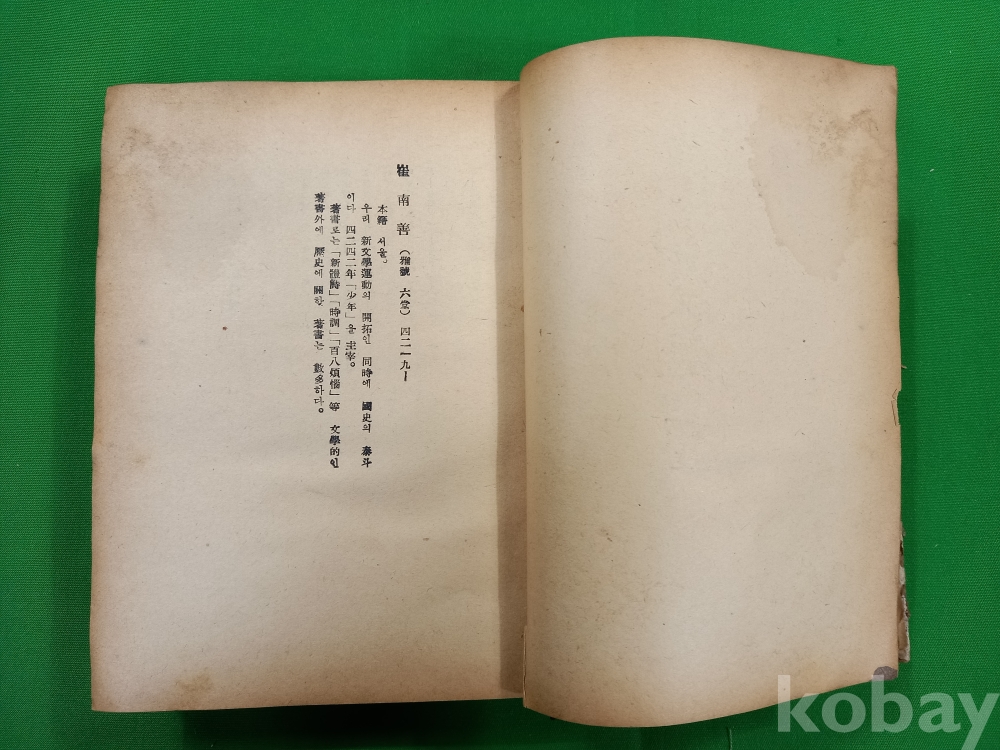 崔南善(雅號 六堂) 四二一九ー
本籍 서울。
우리 新文學運動의 開拓인 同時에 國史의 泰斗
이다 四二四二年「少年」을 主宰。
著書로는「新體詩」「時調」「百八煩惱」等 文學的인
著書外에 歷史에 關한 著書는 數多하다。
kobay